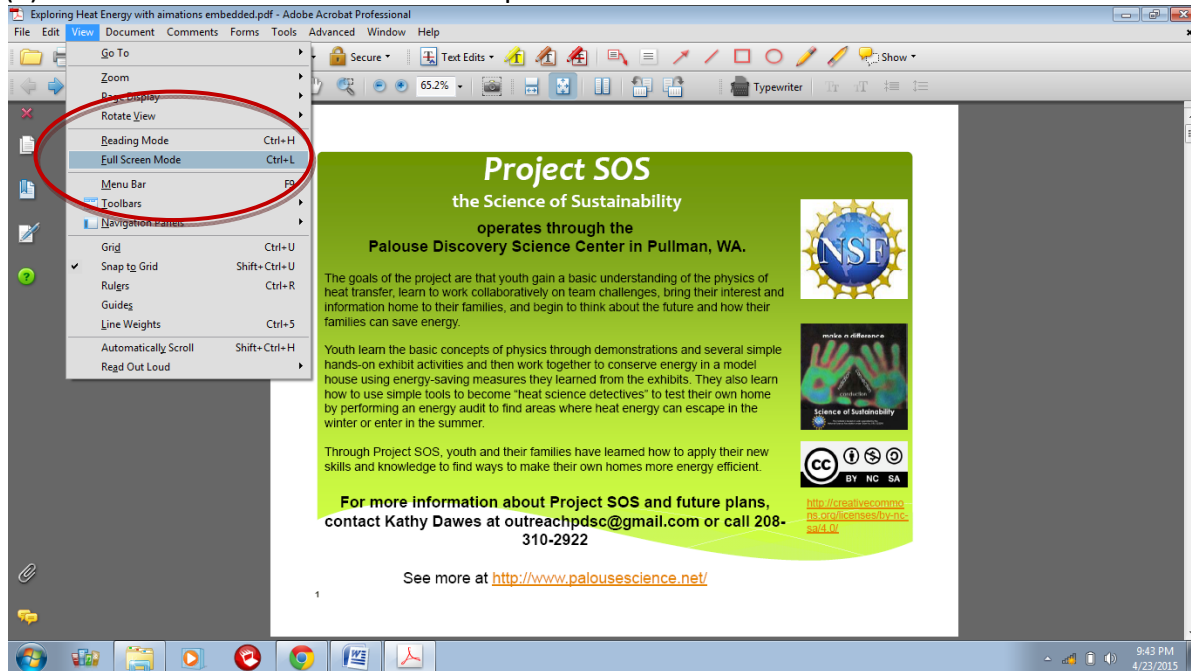 Exploring Heat Energy with aimations embedded.pdf - Adobe Acrobat Professional
File Edit View Document Comments Forms Tools Advanced Window Help
Secure Text Edits Show
65.2% Typewriter
Go To
Zoom
Page Display
Rotate View
Reading Mode Ctrl+H
Full Screen Mode Ctrl+L
Menu Bar F9
Toolbars
Navigation Panels
Grid Ctrl+U
Snap to Grid Shift+Ctrl+U
Rulers Ctrl+R
Guides
Line Weights Ctrl+5
Automatically Scroll Shift+Ctrl+H
Read Out Loud
Project SOS
the Science of Sustainability
operates through the
Palouse Discovery Science Center in Pullman, WA.
The goals of the project are that youth gain a basic understanding of the physics of
heat transfer, learn to work collaboratively on team challenges, bring their interest and
information home to their families, and begin to think about the future and how their
families can save energy.
Youth learn the basic concepts of physics through demonstrations and several simple
hands-on exhibit activities and then work together to conserve energy in a model
house using energy-saving measures they learned from the exhibits. They also learn
how to use simple tools to become "heat science detectives" to test their own home
by performing an energy audit to find areas where heat energy can escape in the
winter or enter in the summer.
Through Project SOS, youth and their families have learned how to apply their new
skills and knowledge to find ways to make their own homes more energy efficient.
For more information about Project SOS and future plans,
contact Kathy Dawes at outreachpdsc@gmail.com or call 208-
310-2922
NSF
make a difference
Science of Sustainability
cc
BY NC SA
http://creativecommo
ns.org/licenses/by-nc-
sa/4.0/
See more at http://www.palousescience.net/
1
9:43 PM
4/23/2015